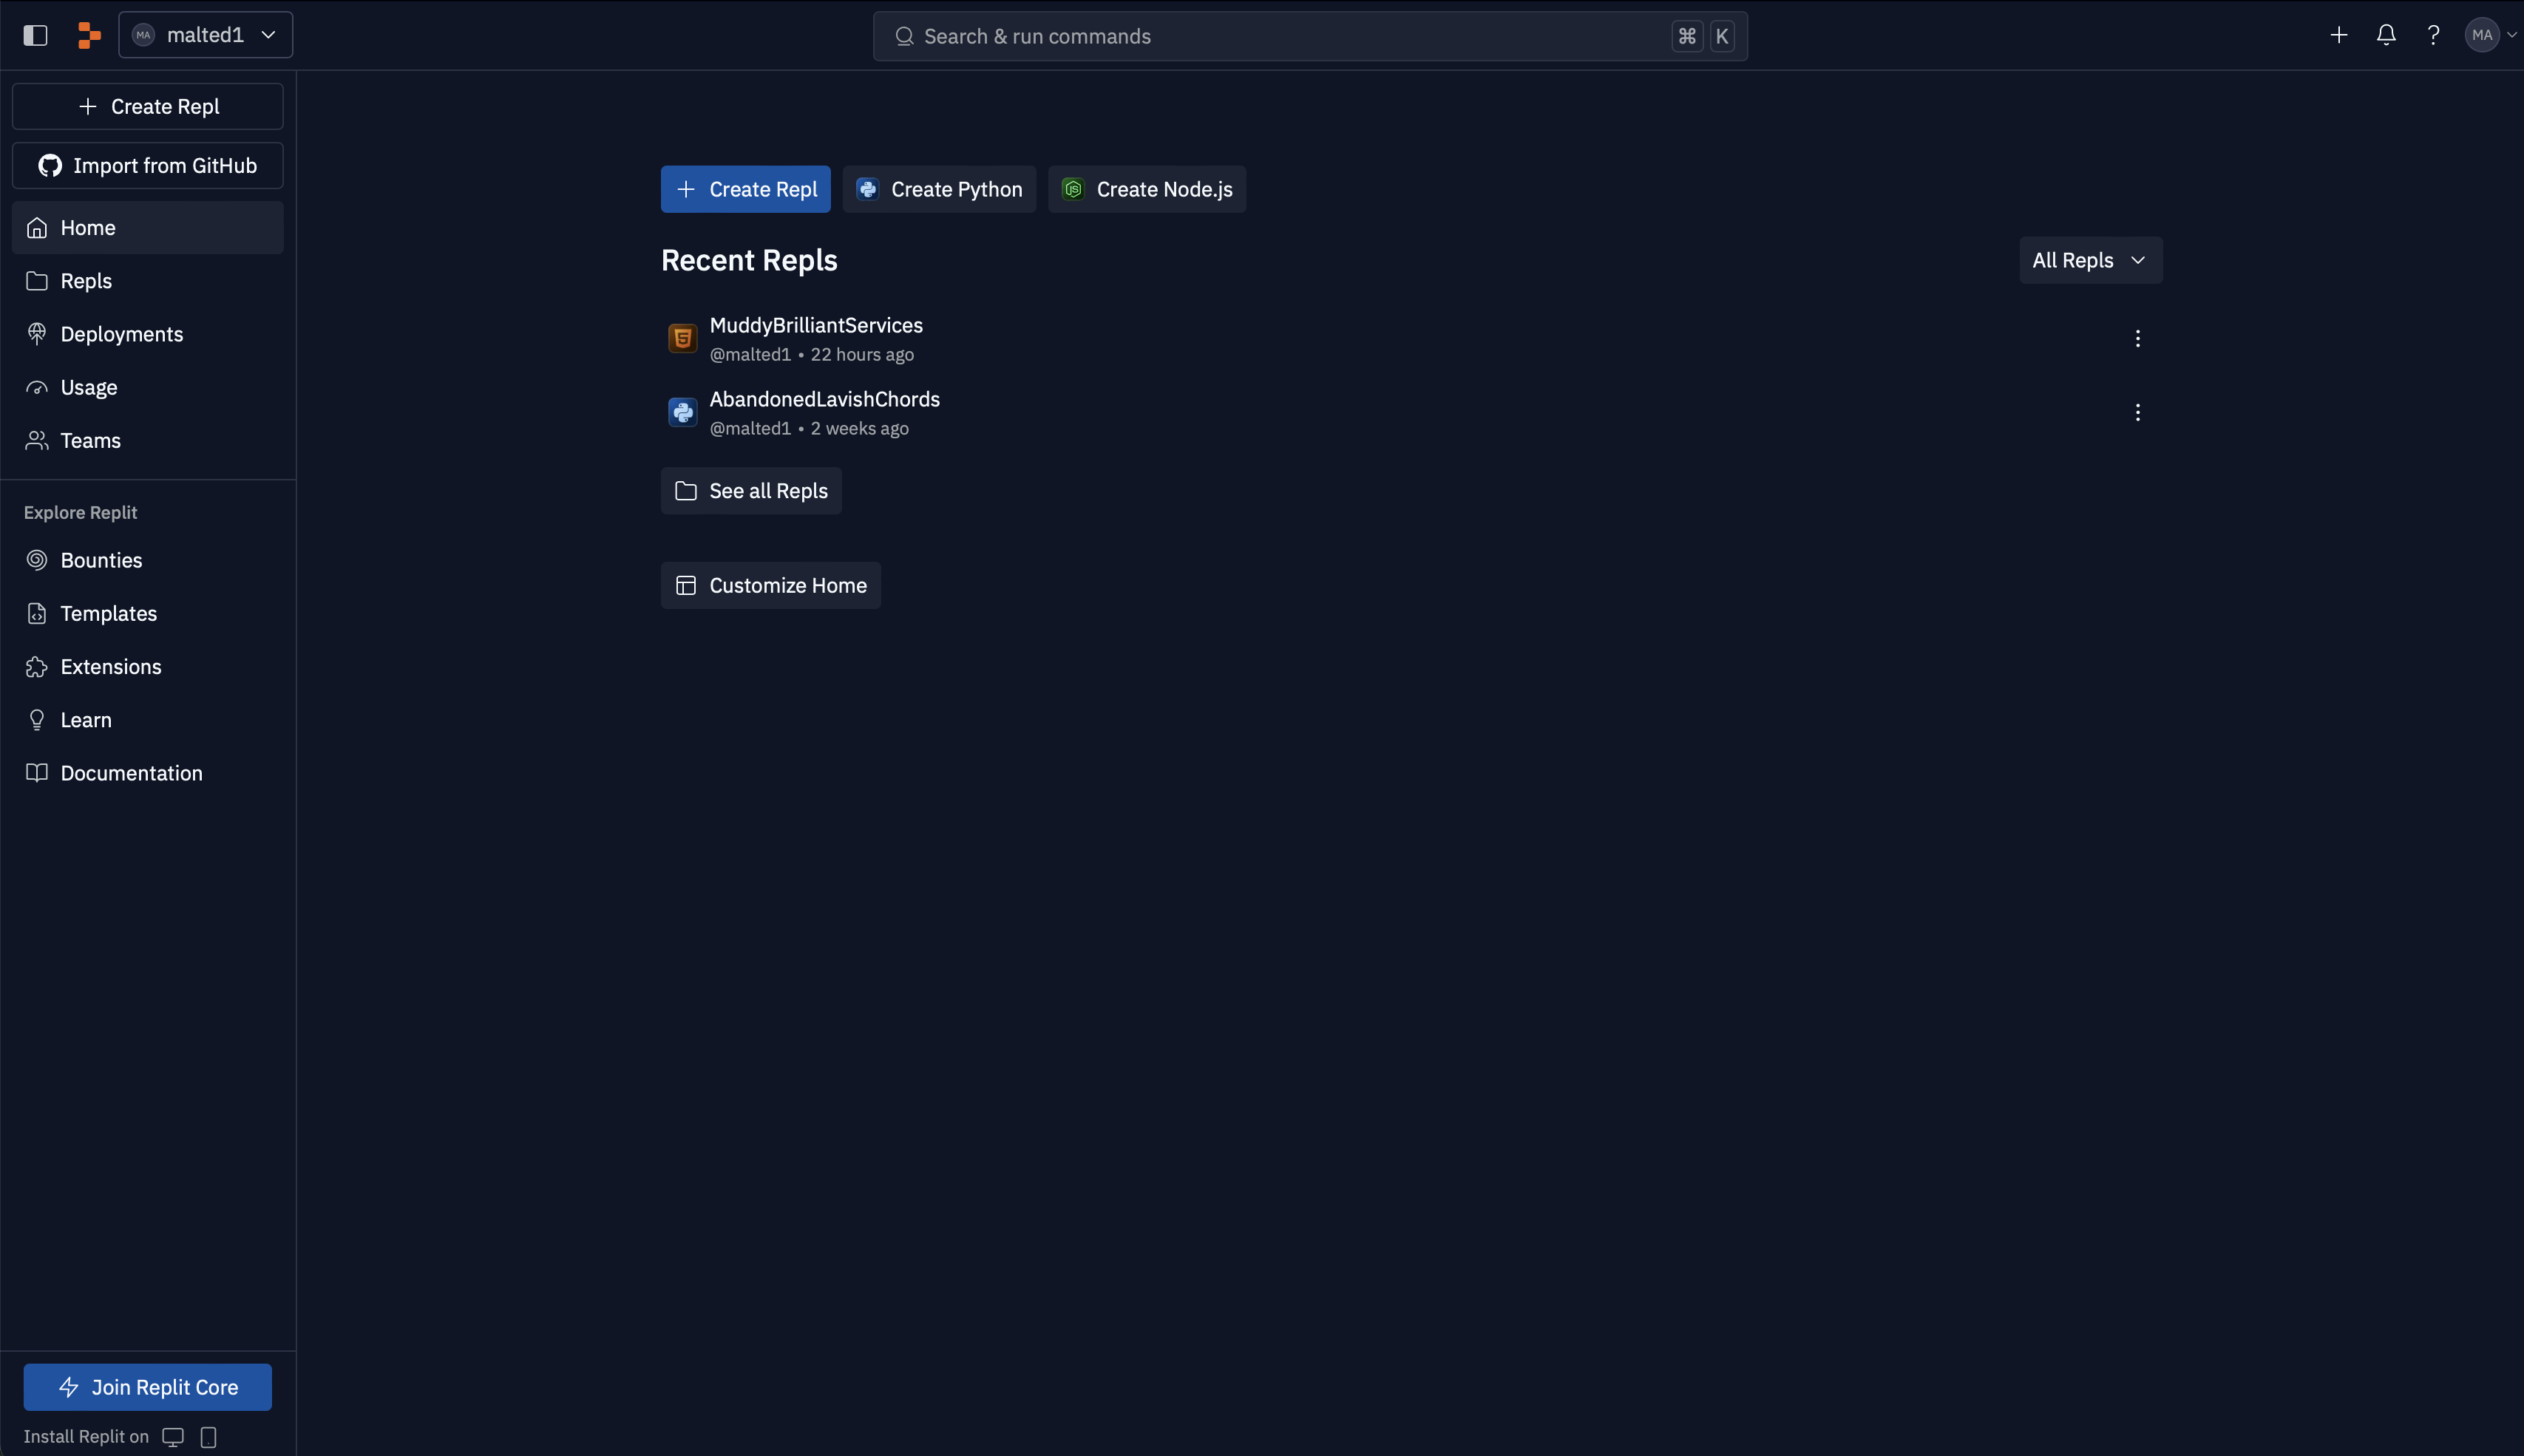 MA malted1
Search & run commands ⌘ K
MA
Create Repl
Import from GitHub
Home
Repls
Deployments
Usage
Teams
Explore Replit
Bounties
Templates
Extensions
Learn
Documentation
Join Replit Core
Install Replit on
Create Repl
Create Python
JS Create Node.js
Recent Repls
All Repls
5 MuddyBrilliantServices
@malted1 • 22 hours ago
AbandonedLavishChords
@malted1 • 2 weeks ago
See all Repls
Customize Home